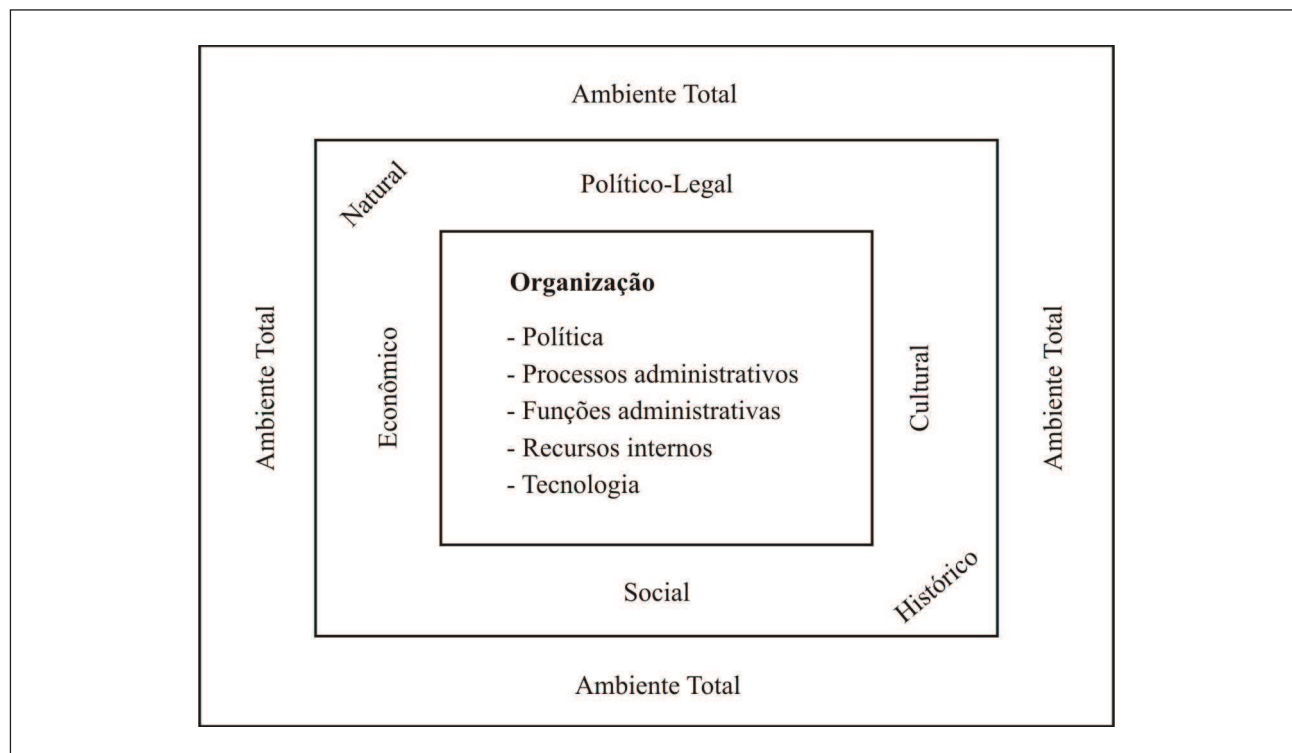 Ambiente Total
Natural
Político-Legal
Organização
- Política
- Processos administrativos
- Funções administrativas
- Recursos internos
- Tecnologia
Ambiente Total
Econômico
Cultural
Ambiente Total
Social
Histórico
Ambiente Total